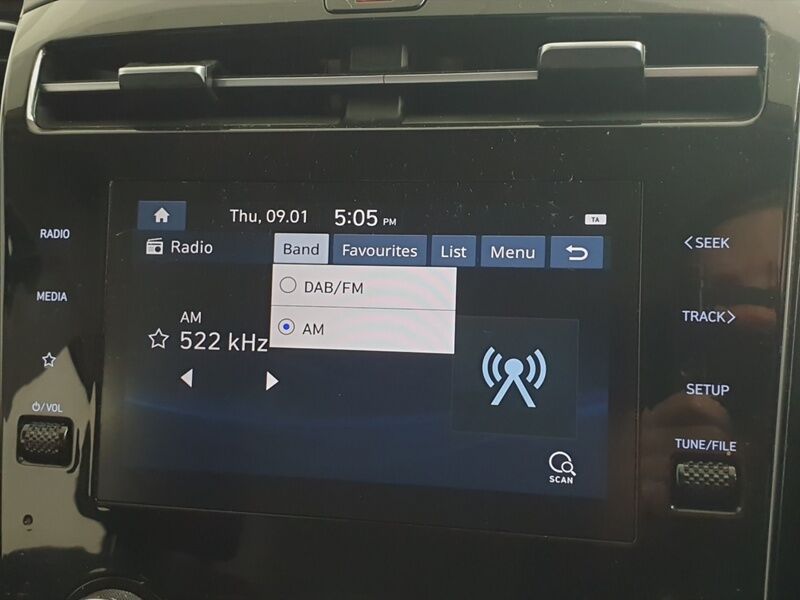 Thu, 09.01 5:05 PM TA
RADIO
Radio Band Favourites List Menu
<SEEK
DAB/FM
MEDIA
AM
522 kHz
AM
TRACK>
SETUP
⏻/VOL
TUNE/FILE
SCAN